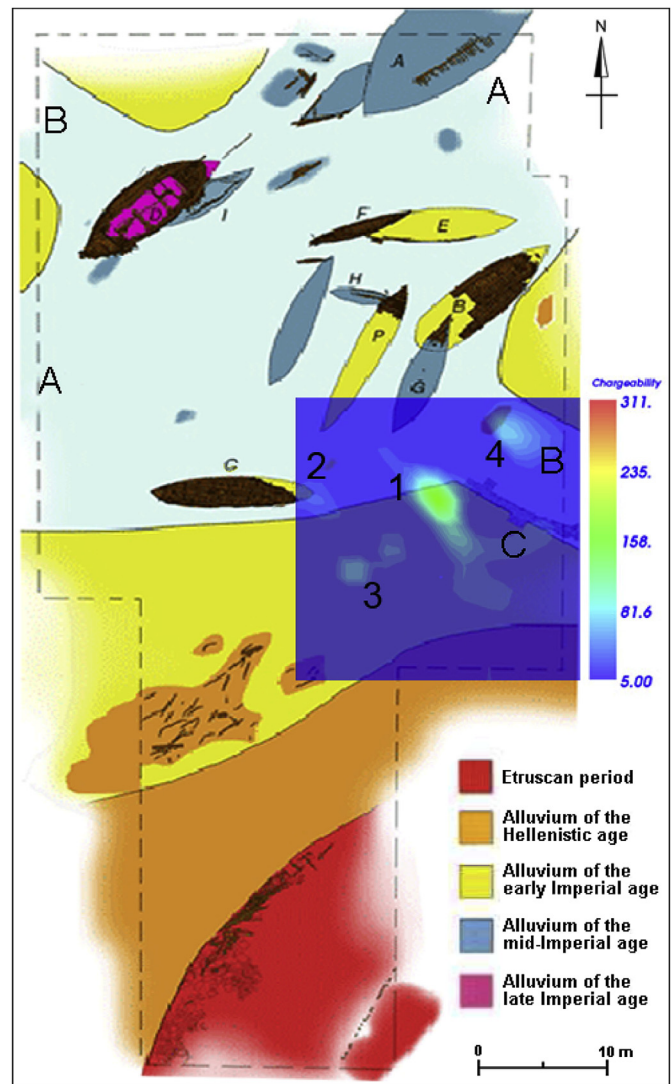 N
A
A
B
D
I
F
E
H
B
P
G
A
Chargeability
311.
235.
158.
81.6
5.00
C
2
4
B
1
C
3
Etruscan period
Alluvium of the
Hellenistic age
Alluvium of the
early Imperial age
Alluvium of the
mid-Imperial age
Alluvium of the
late Imperial age
0
10 m